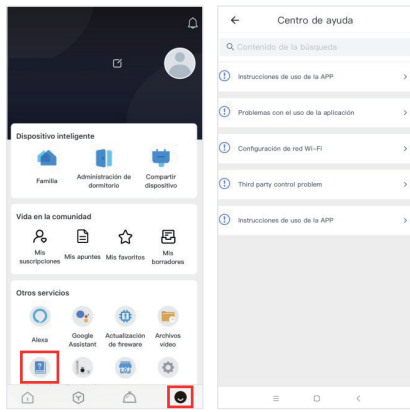 Dispositivo inteligente
Familia
Administración de
dormitorio
Compartir
dispositivo
Vida en la comunidad
Mis
suscripciones
Mis apuntes
Mis favoritos
Mis
borradores
Otros servicios
Alexa
Google
Assistant
Actualización
de fireware
Archivos
video
Centro de ayuda
Contenido de la búsqueda
Instrucciones de uso de la APP
Problemas con el uso de la aplicación
Configuración de red Wi-Fi
Third party control problem
Instrucciones de uso de la APP